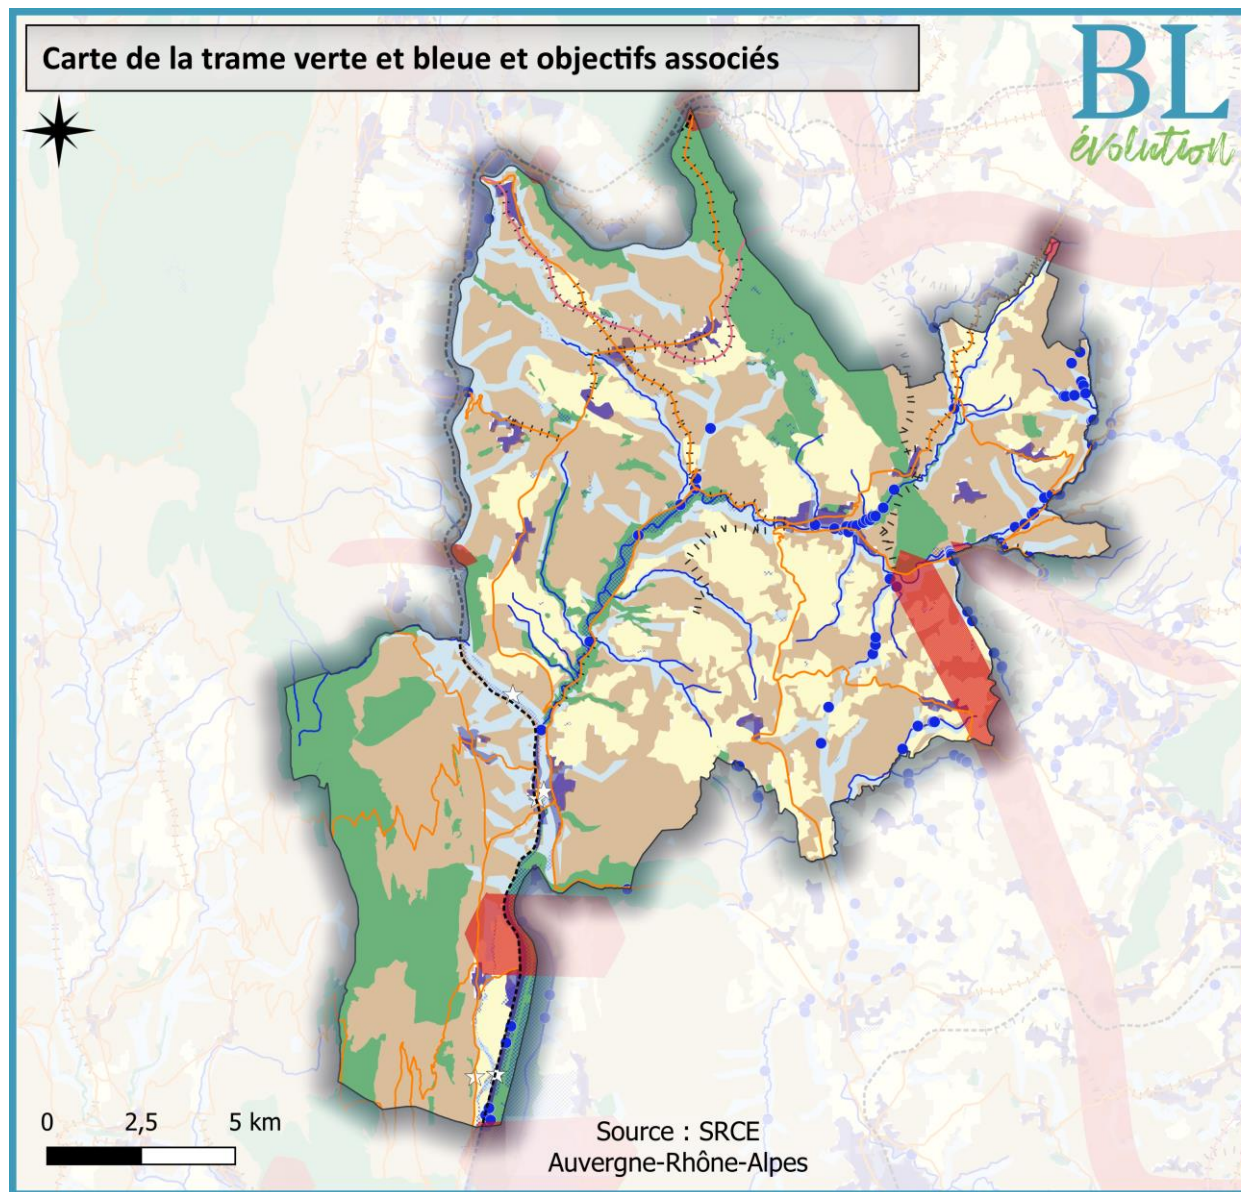 Carte de la trame verte et bleue et objectifs associés
BL
évolution
0 2,5 5 km
Source : SRCE
Auvergne-Rhône-Alpes